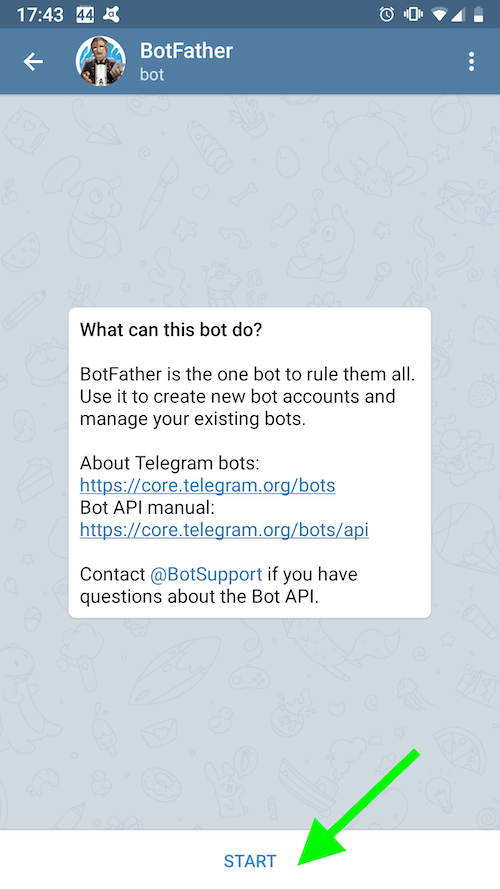 17:43 44
BotFather
bot
What can this bot do?
BotFather is the one bot to rule them all.
Use it to create new bot accounts and
manage your existing bots.
About Telegram bots:
https://core.telegram.org/bots
Bot API manual:
https://core.telegram.org/bots/api
Contact @BotSupport if you have
questions about the Bot API.
START